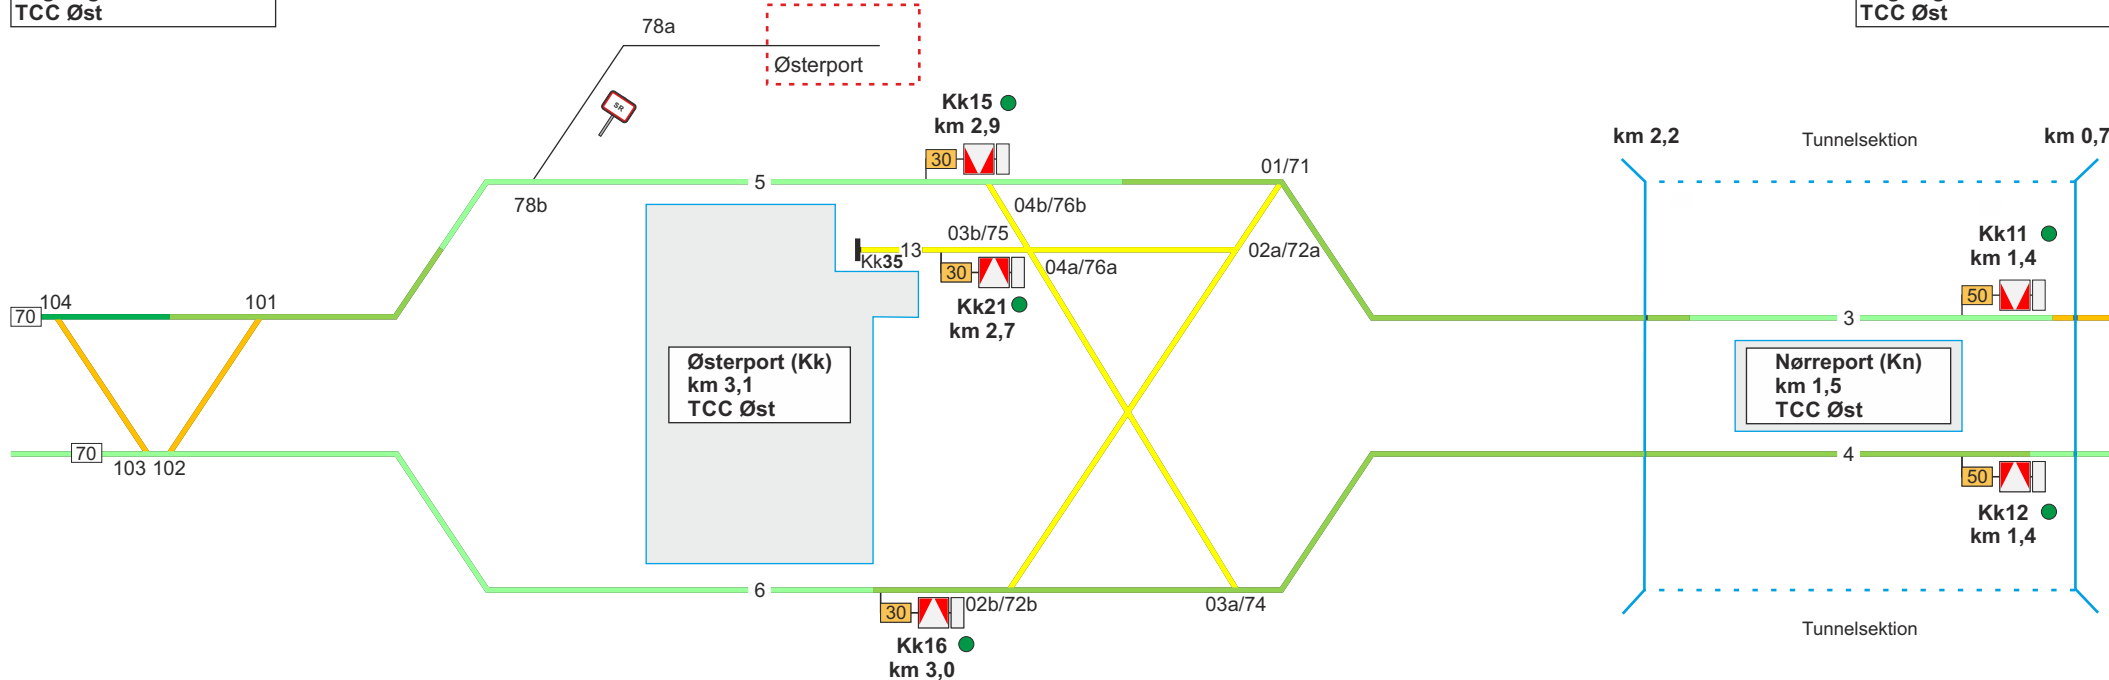 TCC Øst
TCC Øst
78a
Østerport
SR
Kk15
km 2,9
30
01/71
km 2,2
Tunnelsektion
km 0,7
5
78b
04b/76b
03b/75
13
Kk35
04a/76a
02a/72a
30
Kk21
km 2,7
Kk11
km 1,4
50
104
101
70
3
Østerport (Kk)
km 3,1
TCC Øst
Nørreport (Kn)
km 1,5
TCC Øst
70
103
102
4
50
Kk12
km 1,4
6
30
02b/72b
03a/74
Kk16
km 3,0
Tunnelsektion